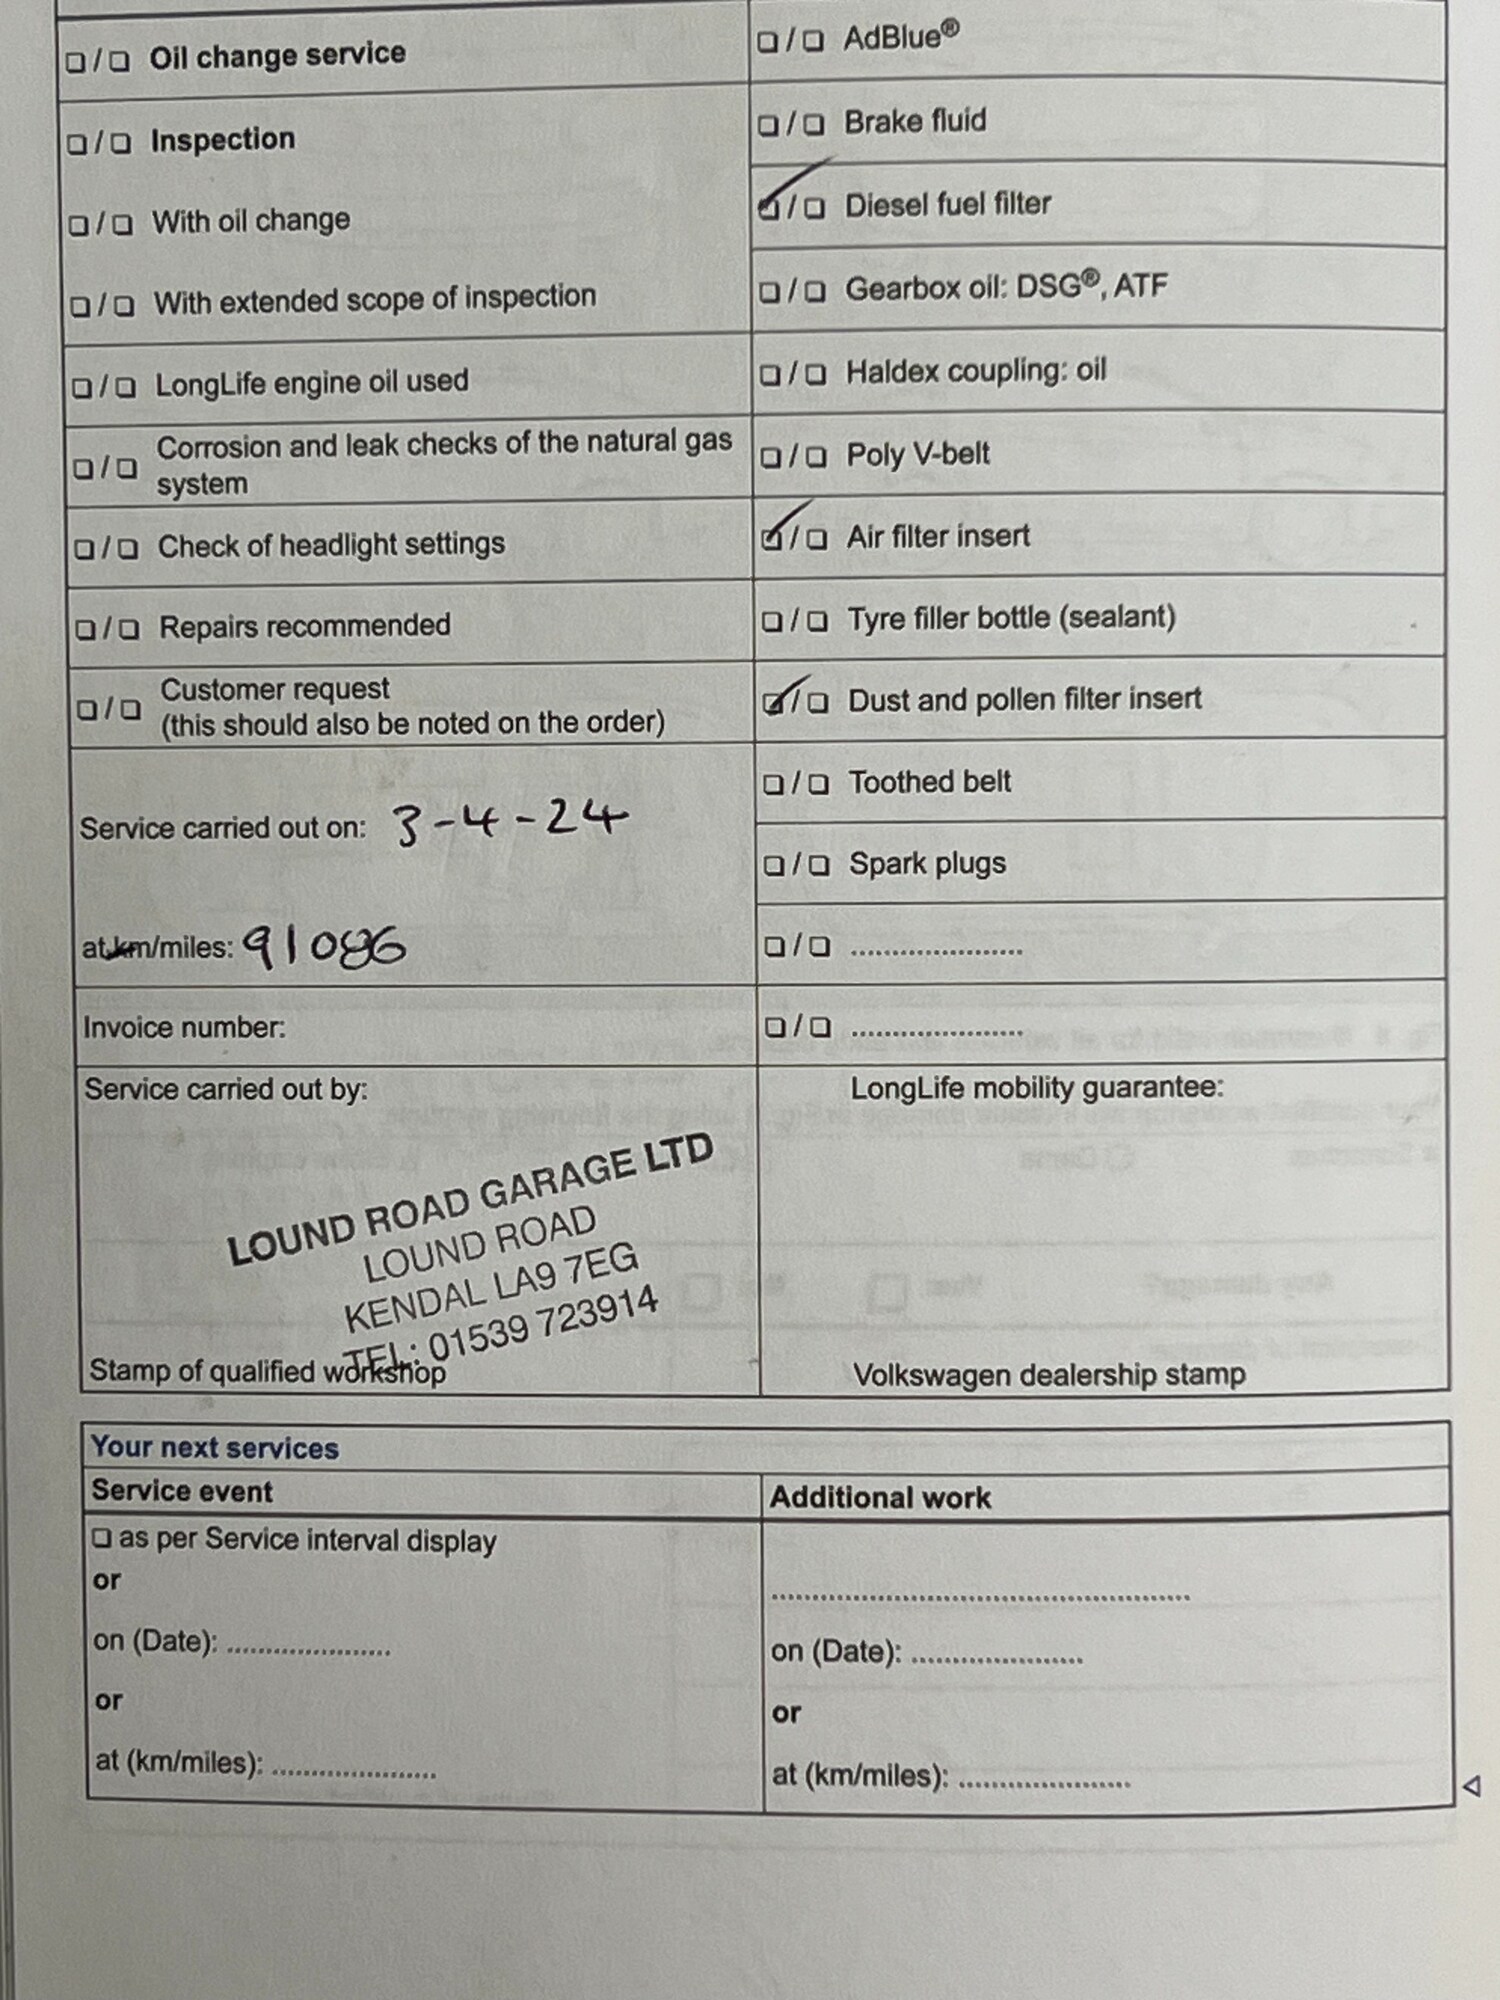 ❏ / ❏ Oil change service
❏ / ❏ Inspection
❏ / ❏ With oil change
❏ / ❏ With extended scope of inspection
❏ / ❏ LongLife engine oil used
❏ / ❏ Corrosion and leak checks of the natural gas
system
❏ / ❏ Check of headlight settings
❏ / ❏ Repairs recommended
❏ / ❏ Customer request
(this should also be noted on the order)
Service carried out on: 3-4-24
at km/miles: 91086
Invoice number:
Service carried out by:
LOUND ROAD GARAGE LTD
LOUND ROAD
KENDAL LA9 7EG
TEL: 01539 723914
Stamp of qualified workshop
❏ / ❏ AdBlue®
❏ / ❏ Brake fluid
☑ / ❏ Diesel fuel filter
❏ / ❏ Gearbox oil: DSG®, ATF
❏ / ❏ Haldex coupling: oil
❏ / ❏ Poly V-belt
☑ / ❏ Air filter insert
❏ / ❏ Tyre filler bottle (sealant)
☑ / ❏ Dust and pollen filter insert
❏ / ❏ Toothed belt
❏ / ❏ Spark plugs
❏ / ❏ .....................
❏ / ❏ .....................
LongLife mobility guarantee:
Volkswagen dealership stamp
Your next services
Service event
❏ as per Service interval display
or
on (Date): ....................
or
at (km/miles): ....................
Additional work
..................................................
on (Date): .....................
or
at (km/miles): .....................